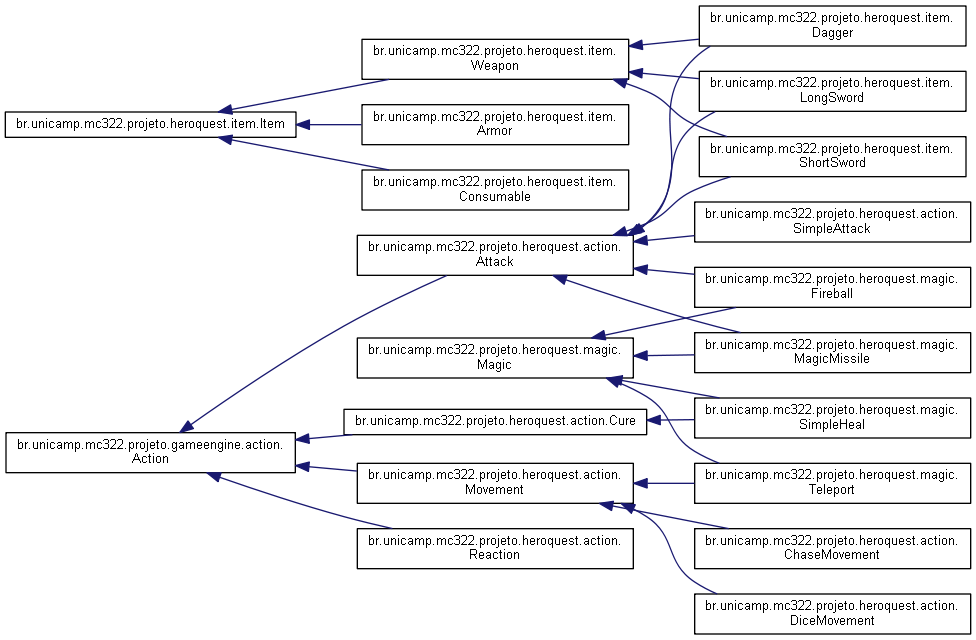 br.unicamp.mc322.projeto.heroquest.item.Item
br.unicamp.mc322.projeto.heroquest.item.
Weapon
br.unicamp.mc322.projeto.heroquest.item.
Armor
br.unicamp.mc322.projeto.heroquest.item.
Consumable
br.unicamp.mc322.projeto.gameengine.action.
Action
br.unicamp.mc322.projeto.heroquest.action.
Attack
br.unicamp.mc322.projeto.heroquest.magic.
Magic
br.unicamp.mc322.projeto.heroquest.action.Cure
br.unicamp.mc322.projeto.heroquest.action.
Movement
br.unicamp.mc322.projeto.heroquest.action.
Reaction
br.unicamp.mc322.projeto.heroquest.item.
Dagger
br.unicamp.mc322.projeto.heroquest.item.
LongSword
br.unicamp.mc322.projeto.heroquest.item.
ShortSword
br.unicamp.mc322.projeto.heroquest.action.
SimpleAttack
br.unicamp.mc322.projeto.heroquest.magic.
Fireball
br.unicamp.mc322.projeto.heroquest.magic.
MagicMissile
br.unicamp.mc322.projeto.heroquest.magic.
SimpleHeal
br.unicamp.mc322.projeto.heroquest.magic.
Teleport
br.unicamp.mc322.projeto.heroquest.action.
ChaseMovement
br.unicamp.mc322.projeto.heroquest.action.
DiceMovement